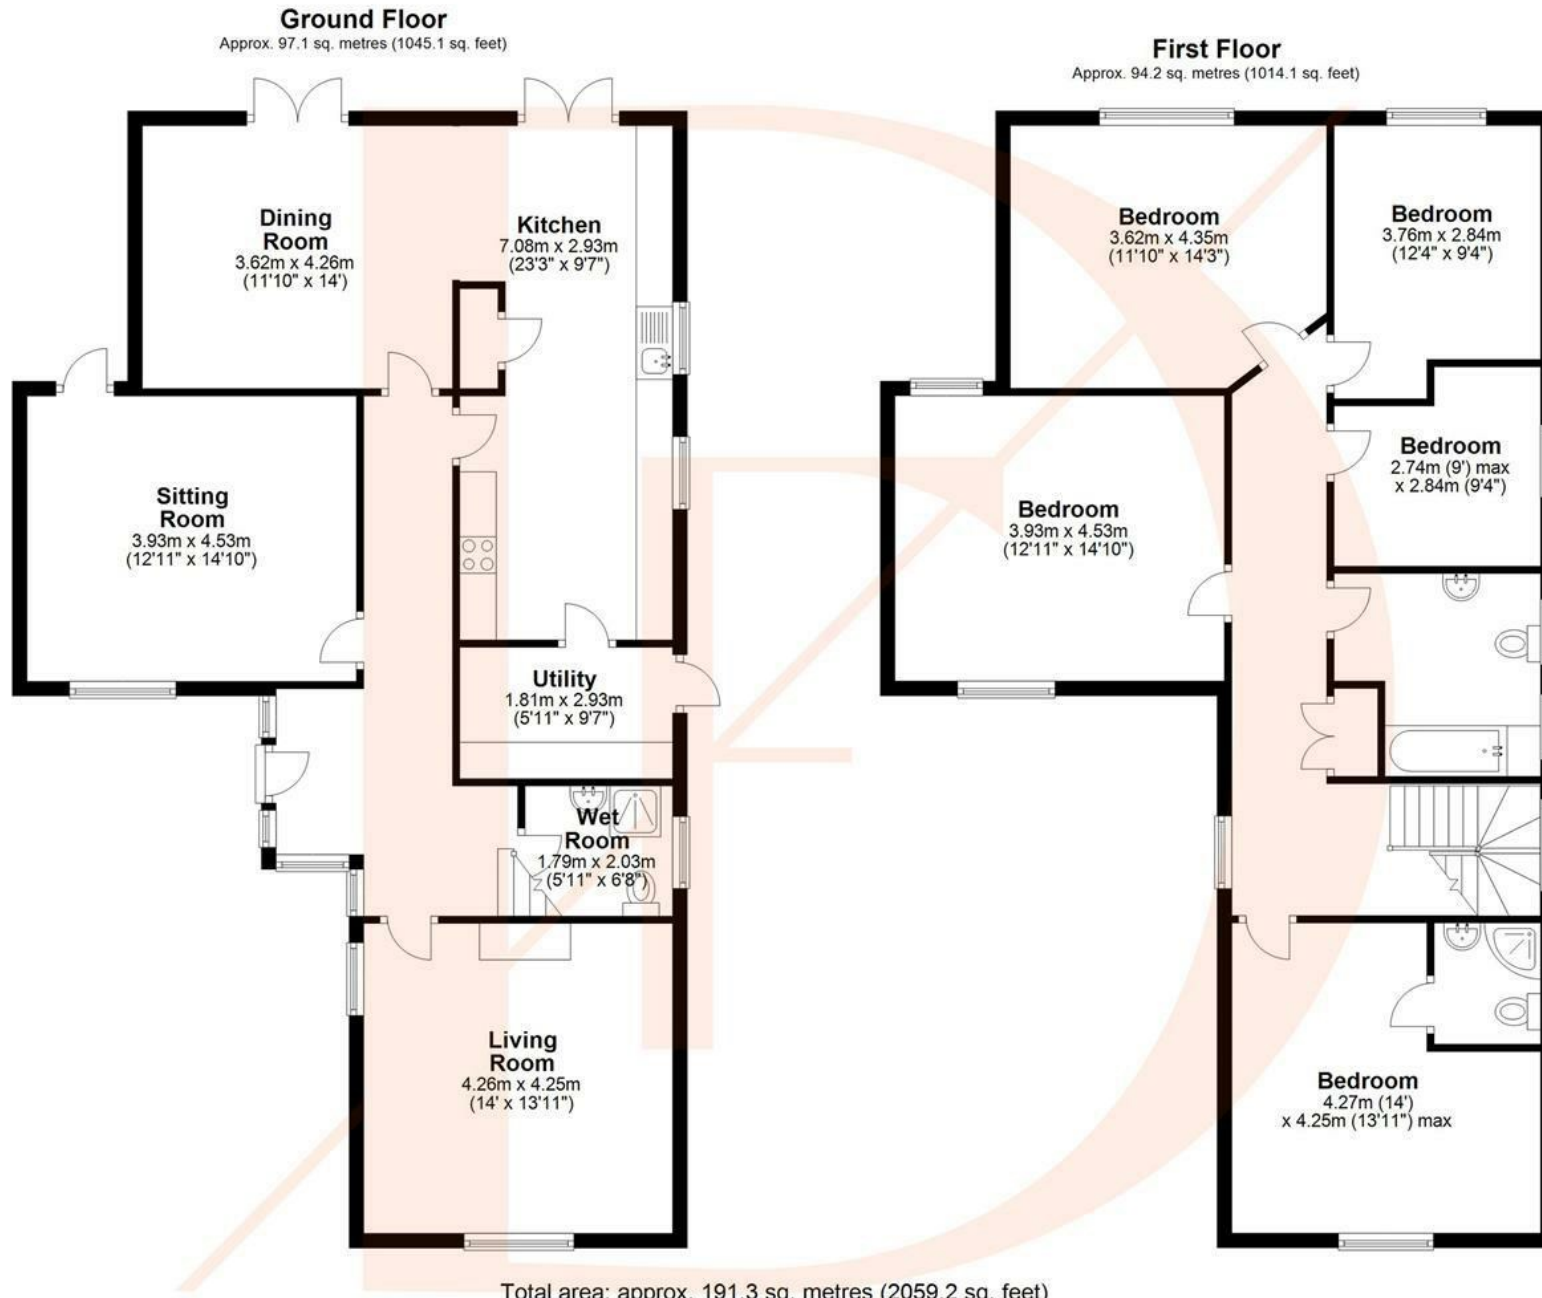 Ground Floor
Approx. 97.1 sq. metres (1045.1 sq. feet)
Dining
Room
3.62m x 4.26m
(11'10" x 14')
Kitchen
7.08m x 2.93m
(23'3" x 9'7")
Sitting
Room
3.93m x 4.53m
(12'11" x 14'10")
Utility
1.81m x 2.93m
(5'11" x 9'7")
Wet
Room
1.79m x 2.03m
(5'11" x 6'8")
Living
Room
4.26m x 4.25m
(14' x 13'11")
First Floor
Approx. 94.2 sq. metres (1014.1 sq. feet)
Bedroom
3.62m x 4.35m
(11'10" x 14'3")
Bedroom
3.76m x 2.84m
(12'4" x 9'4")
Bedroom
2.74m (9') max
x 2.84m (9'4")
Bedroom
3.93m x 4.53m
(12'11" x 14'10")
Bedroom
4.27m (14')
x 4.25m (13'11") max
Total area: approx. 191.3 sq. metres (2059.2 sq. feet)